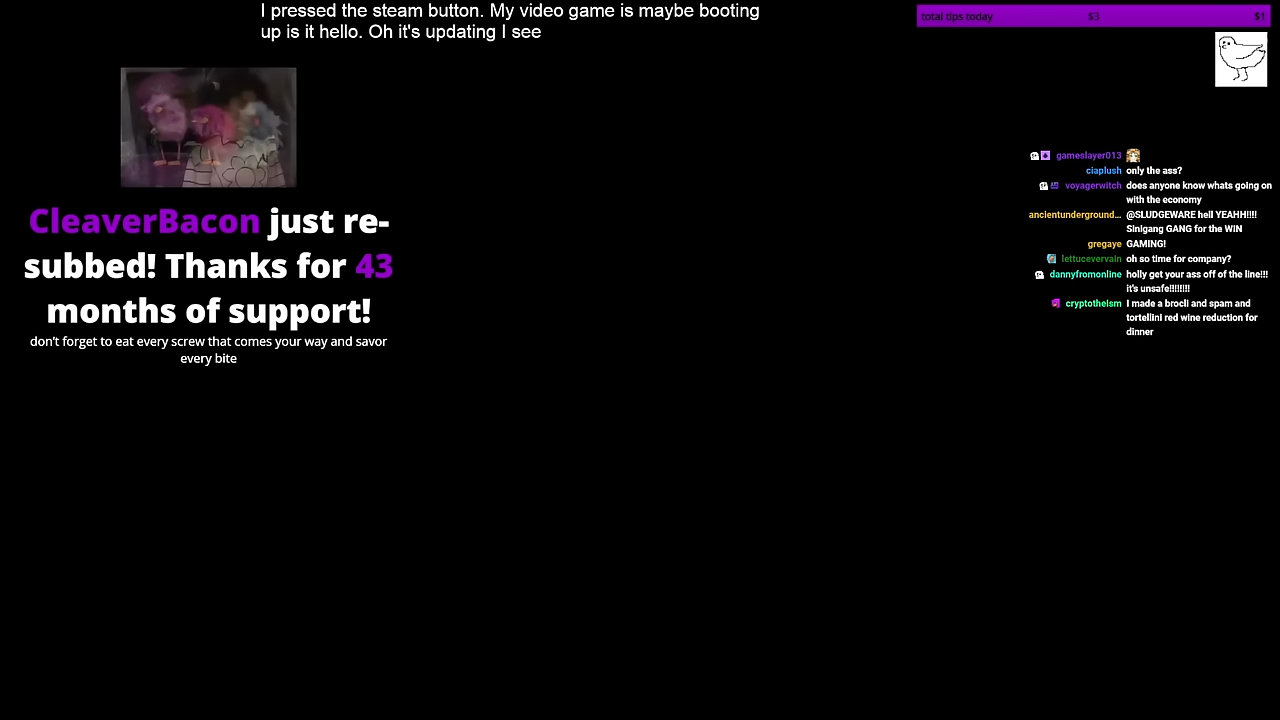 I pressed the steam button. My video game is maybe booting
up is it hello. Oh it's updating I see
total tips today $3 $1
CleaverBacon just re-
subbed! Thanks for 43
months of support!
don't forget to eat every screw that comes your way and savor
every bite
gameslayer013
ciaplush only the ass?
voyagerwitch does anyone know whats going on
with the economy
ancientunderground... @SLUDGEWARE hell YEAHH!!!!
Sinigang GANG for the WIN
gregaye GAMING!
lettucevervain oh so time for company?
dannyfromonline holly get your ass off of the line!!!
it's unsafe!!!!!!!!
cryptotheism I made a brocli and spam and
tortellini red wine reduction for
dinner